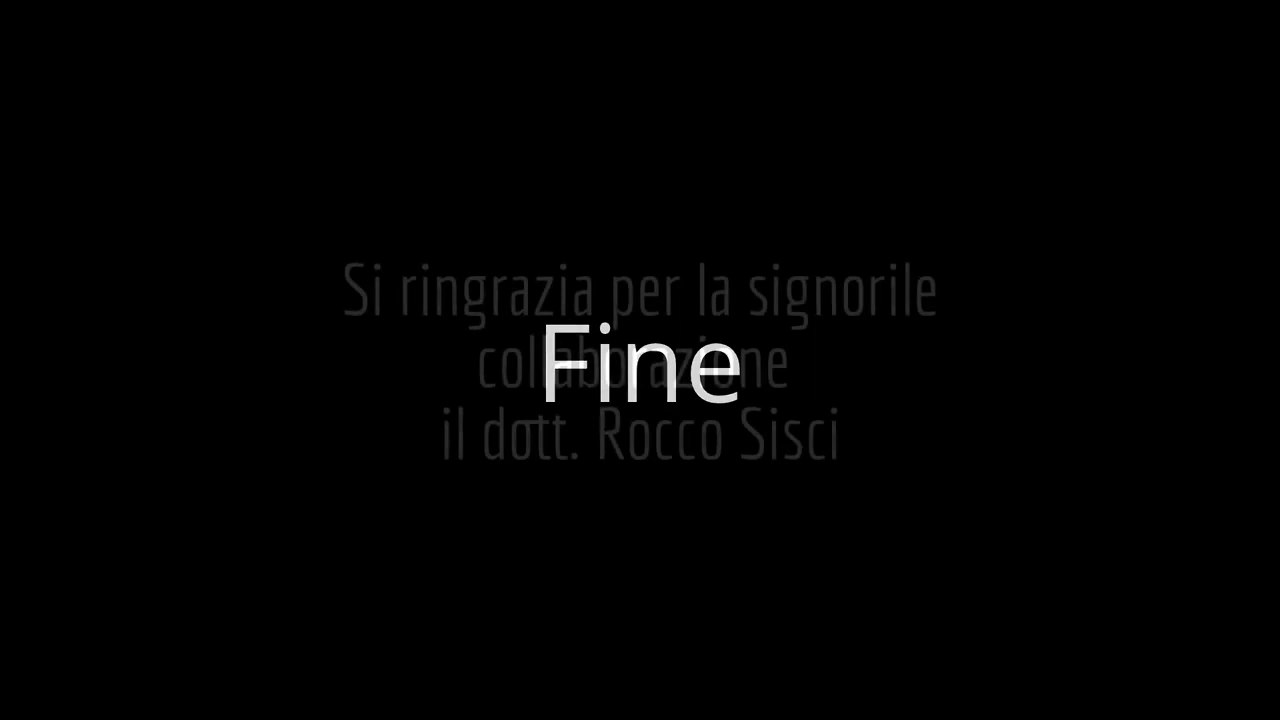 Si ringrazia per la signorile
Fine
collaborazione
il dott. Rocco Sisci